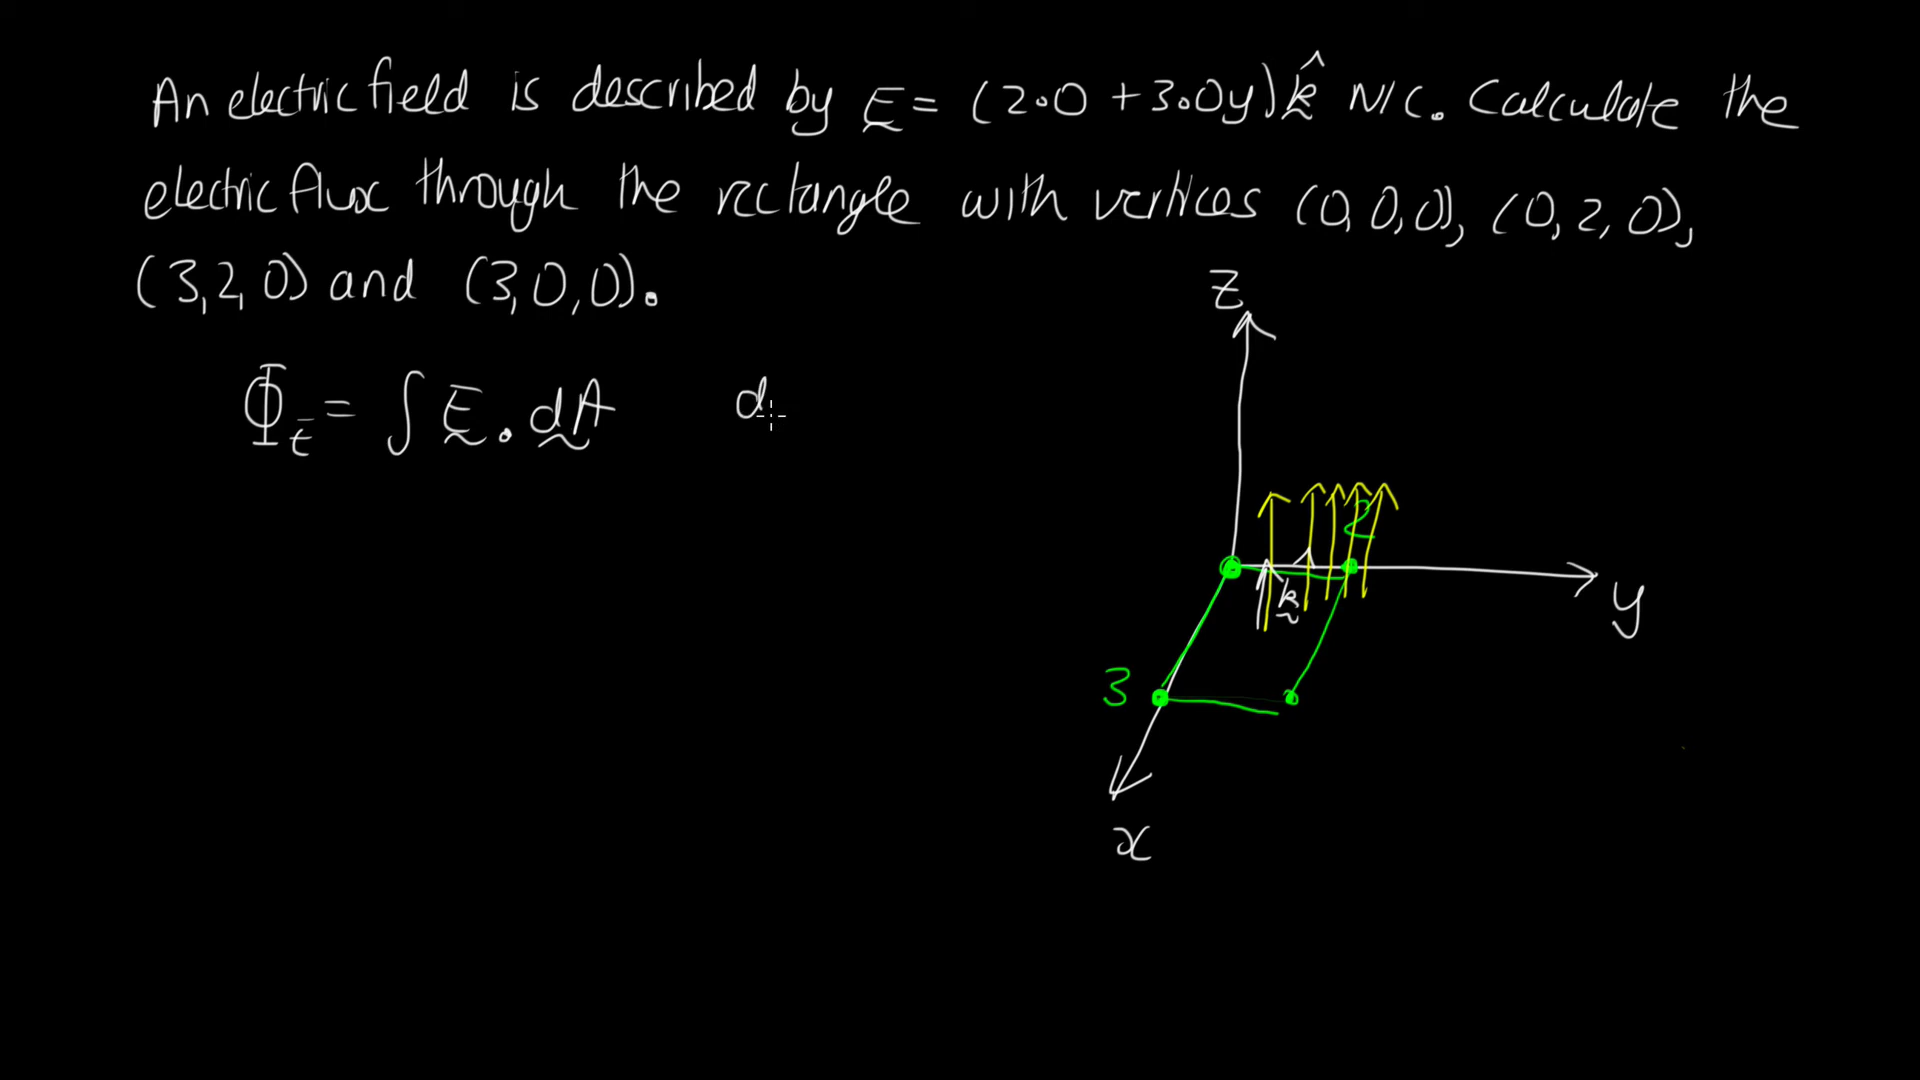 An electric field is described by E = (2.0 + 3.0y) k̂ N/C. Calculate the
electric flux through the rectangle with vertices (0,0,0), (0,2,0),
(3,2,0) and (3,0,0).
Z
Φ_E = ∫ E . dA d
2
k̂
y
3
x